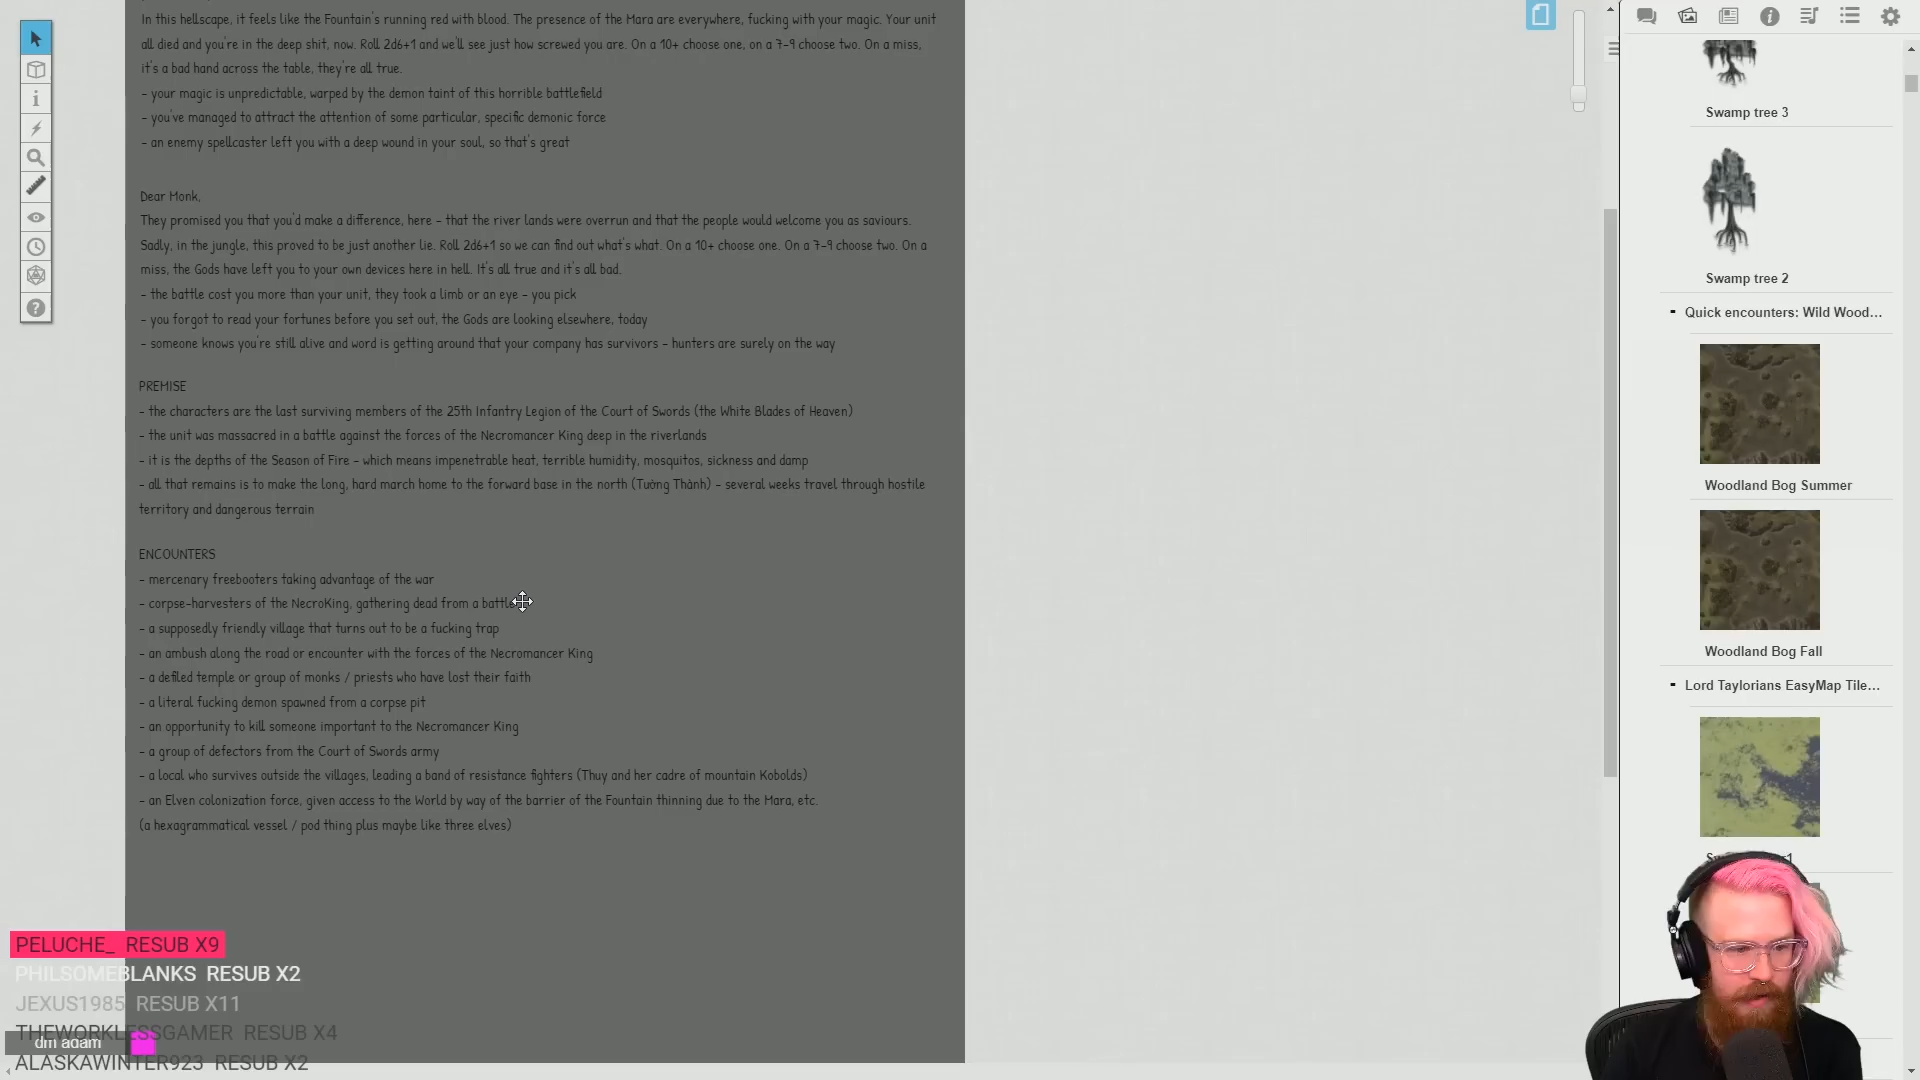 In this hellscape, it feels like the Fountain's running red with blood. The presence of the Mara are everywhere, fucking with your magic. Your unit
all died and you're in the deep shit, now. Roll 2d6+1 and we'll see just how screwed you are. On a 10+ choose one, on a 7-9 choose two. On a miss,
it's a bad hand across the table, they're all true.
- your magic is unpredictable, warped by the demon taint of this horrible battlefield
- you've managed to attract the attention of some particular, specific demonic force
- an enemy spellcaster left you with a deep wound in your soul, so that's great
Dear Monk,
They promised you that you'd make a difference, here - that the river lands were overrun and that the people would welcome you as saviours.
Sadly, in the jungle, this proved to be just another lie. Roll 2d6+1 so we can find out what's what. On a 10+ choose one. On a 7-9 choose two. On a
miss, the Gods have left you to your own devices here in hell. It's all true and it's all bad.
- the battle cost you more than your unit, they took a limb or an eye - you pick
- you forgot to read your fortunes before you set out, the Gods are looking elsewhere, today
- someone knows you're still alive and word is getting around that your company has survivors - hunters are surely on the way
PREMISE
- the characters are the last surviving members of the 25th Infantry Legion of the Court of Swords (the White Blades of Heaven)
- the unit was massacred in a battle against the forces of the Necromancer King deep in the riverlands
- it is the depths of the Season of Fire - which means impenetrable heat, terrible humidity, mosquitos, sickness and damp
- all that remains is to make the long, hard march home to the forward base in the north (Tường Thành) - several weeks travel through hostile
territory and dangerous terrain
ENCOUNTERS
- mercenary freebooters taking advantage of the war
- corpse-harvesters of the NecroKing, gathering dead from a battle
- a supposedly friendly village that turns out to be a fucking trap
- an ambush along the road or encounter with the forces of the Necromancer King
- a defiled temple or group of monks / priests who have lost their faith
- a literal fucking demon spawned from a corpse pit
- an opportunity to kill someone important to the Necromancer King
- a group of defectors from the Court of Swords army
- a local who survives outside the villages, leading a band of resistance fighters (Thuy and her cadre of mountain Kobolds)
- an Elven colonization force, given access to the World by way of the barrier of the Fountain thinning due to the Mara, etc.
(a hexagrammatical vessel / pod thing plus maybe like three elves)
PELUCHE_ RESUB X9
PHILSOMEBLANKS RESUB X2
JEXUS1985 RESUB X11
THEWORKLESSGAMER RESUB X4
dm adam
ALASKAWINTER923 RESUB X2
Swamp tree 3
Swamp tree 2
Quick encounters: Wild Wood...
Woodland Bog Summer
Woodland Bog Fall
Lord Taylorians EasyMap Tile...